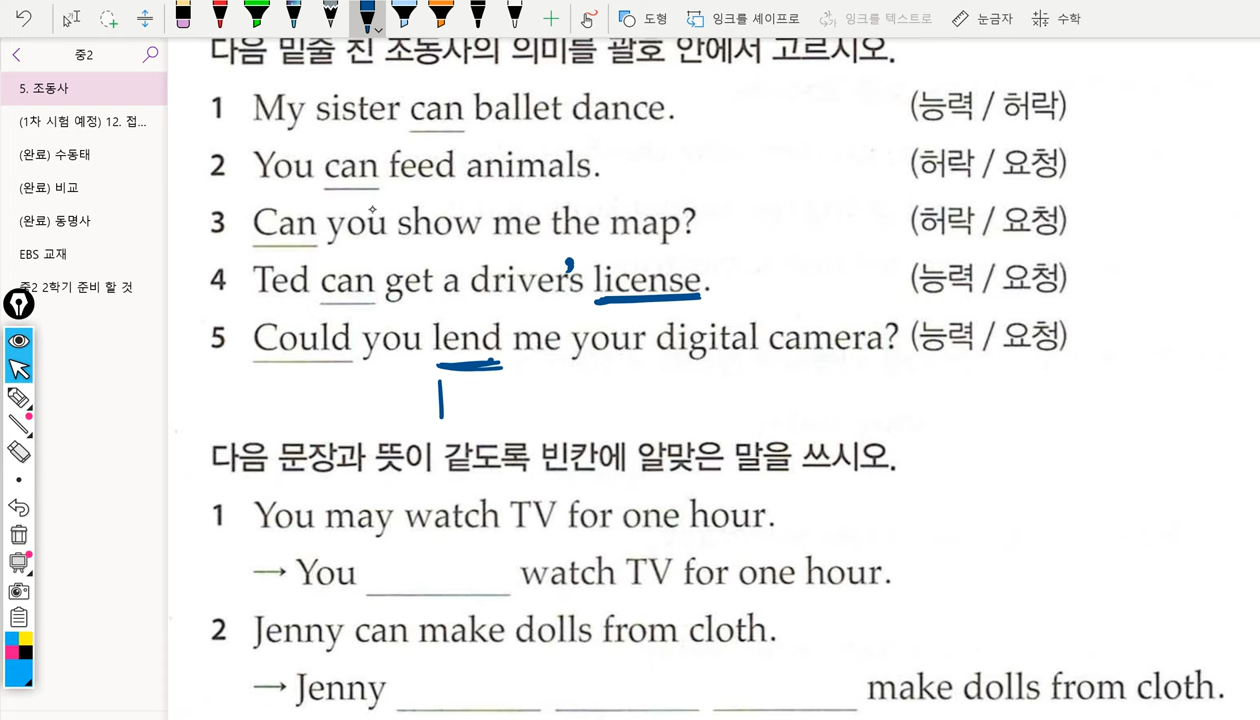 도형
잉크를 셰이프로
잉크를 텍스트로
눈금자
수학
중2
5. 조동사
(1차 시험 예정) 12. 접...
(완료) 수동태
(완료) 비교
(완료) 동명사
EBS 교재
중2 2학기 준비 할 것
다음 밑줄 친 조동사의 의미를 괄호 안에서 고르시오.
1 My sister can ballet dance. (능력 / 허락)
2 You can feed animals. (허락 / 요청)
3 Can you show me the map? (허락 / 요청)
4 Ted can get a driver's license. (능력 / 요청)
5 Could you lend me your digital camera? (능력 / 요청)
다음 문장과 뜻이 같도록 빈칸에 알맞은 말을 쓰시오.
1 You may watch TV for one hour.
→ You ______ watch TV for one hour.
2 Jenny can make dolls from cloth.
→ Jenny ______ ______ ______ make dolls from cloth.